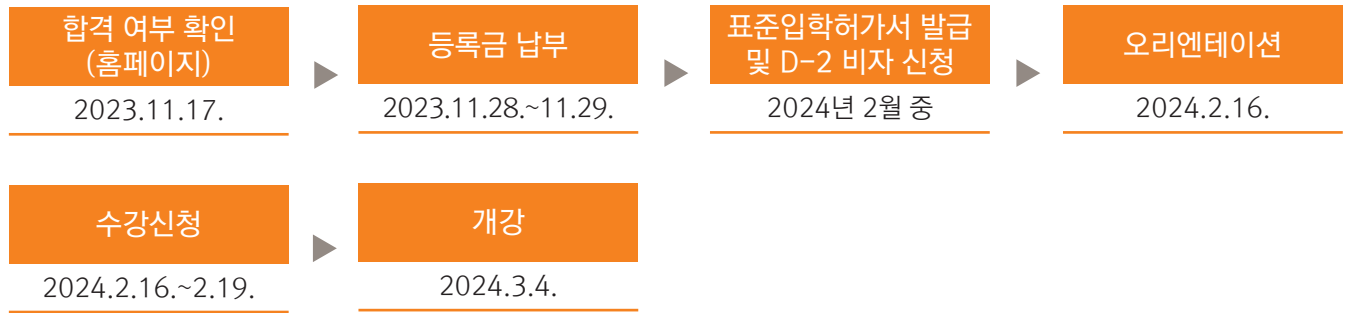 합격 여부 확인
(홈페이지)
2023.11.17.
등록금 납부
2023.11.28.~11.29.
표준입학허가서 발급
및 D-2 비자 신청
2024년 2월 중
오리엔테이션
2024.2.16.
수강신청
2024.2.16.~2.19.
개강
2024.3.4.